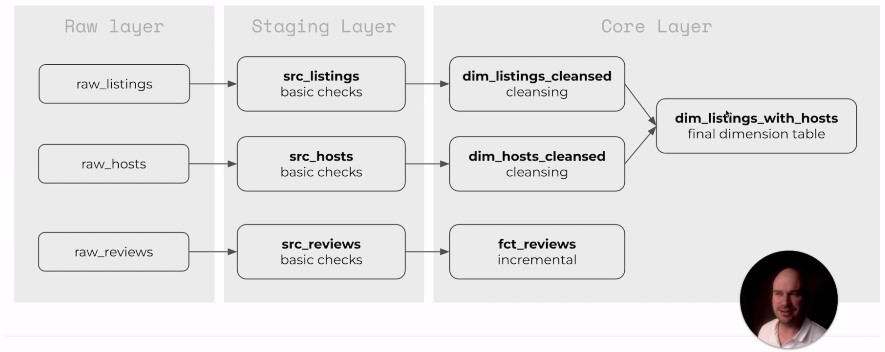 Raw layer
Staging Layer
Core Layer
raw_listings
src_listings
basic checks
dim_listings_cleansed
cleansing
dim_listings_with_hosts
final dimension table
raw_hosts
src_hosts
basic checks
dim_hosts_cleansed
cleansing
raw_reviews
src_reviews
basic checks
fct_reviews
incremental